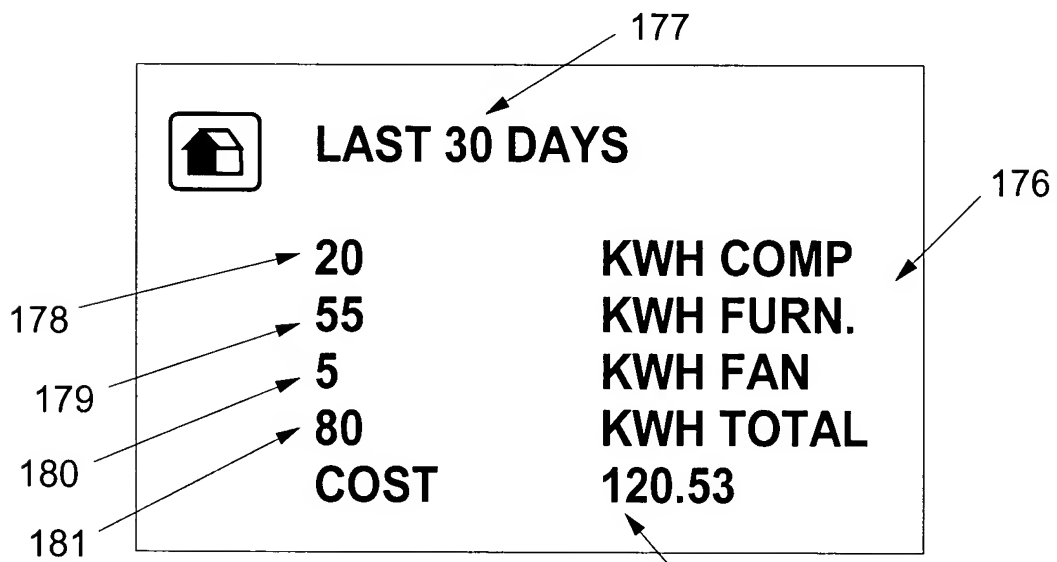 177
LAST 30 DAYS
176
20 KWH COMP
178
55 KWH FURN.
179
5 KWH FAN
180
80 KWH TOTAL
181
COST 120.53